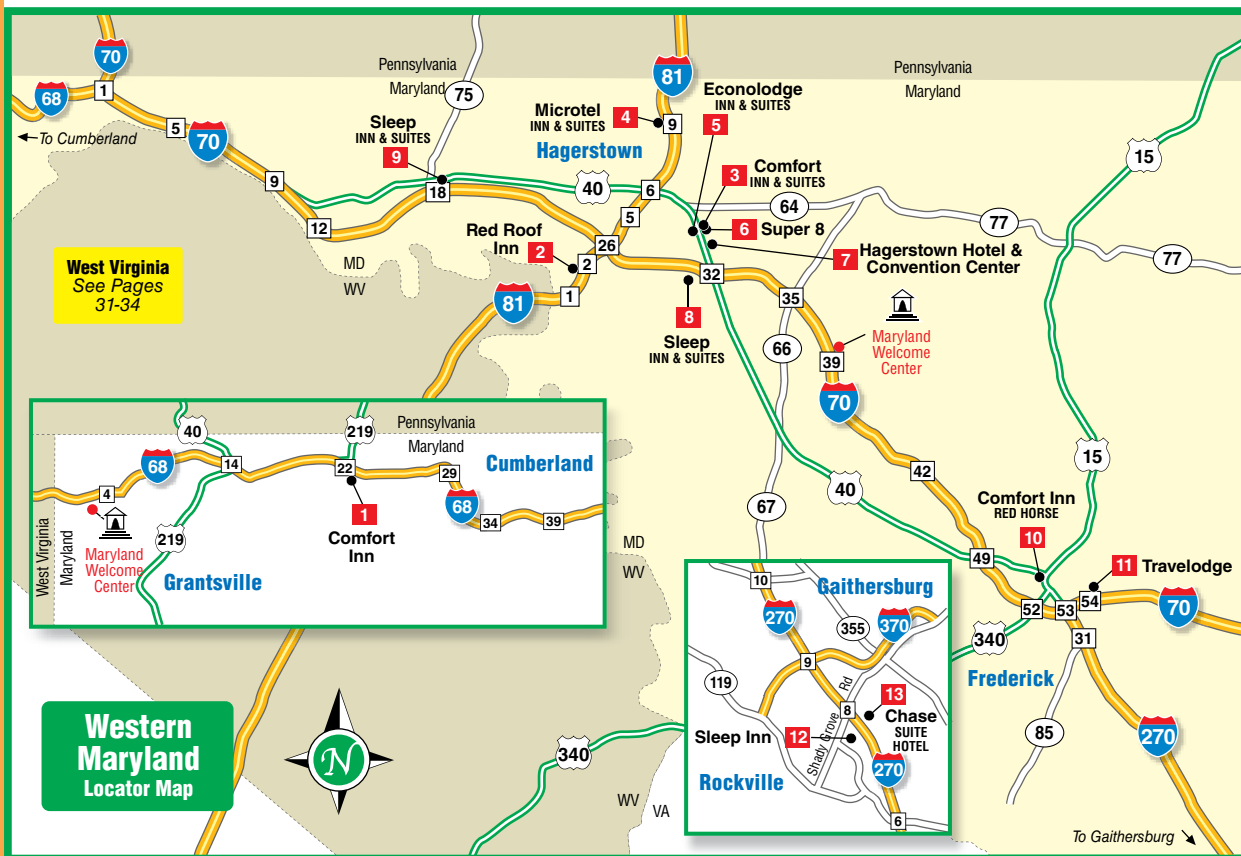 70
68
1
To Cumberland
5
70
Pennsylvania
Maryland
75
Sleep
INN & SUITES
9
9
12
18
81
Microtel
INN & SUITES
4
9
Hagerstown
Econolodge
INN & SUITES
5
3
Comfort
INN & SUITES
6
Super 8
7
Hagerstown Hotel &
Convention Center
Pennsylvania
Maryland
15
40
6
5
26
64
77
77
Red Roof
Inn
2
2
1
81
MD
WV
32
8
Sleep
INN & SUITES
35
66
39
Maryland
Welcome
Center
70
West Virginia
See Pages
31-34
40
219
Pennsylvania
Maryland
68
14
22
29
Cumberland
4
68
34
39
1
Comfort
Inn
219
West Virginia
Maryland
Maryland
Welcome
Center
Grantsville
42
15
40
67
Comfort Inn
RED HORSE
10
49
11
Travelodge
52
53
54
70
31
340
Frederick
85
270
To Gaithersburg
MD
WV
10
Gaithersburg
270
355
370
9
119
Shady Grove Rd
8
13
Chase
SUITE
HOTEL
Sleep Inn
12
270
Rockville
6
Western
Maryland
Locator Map
N
340
WV
VA